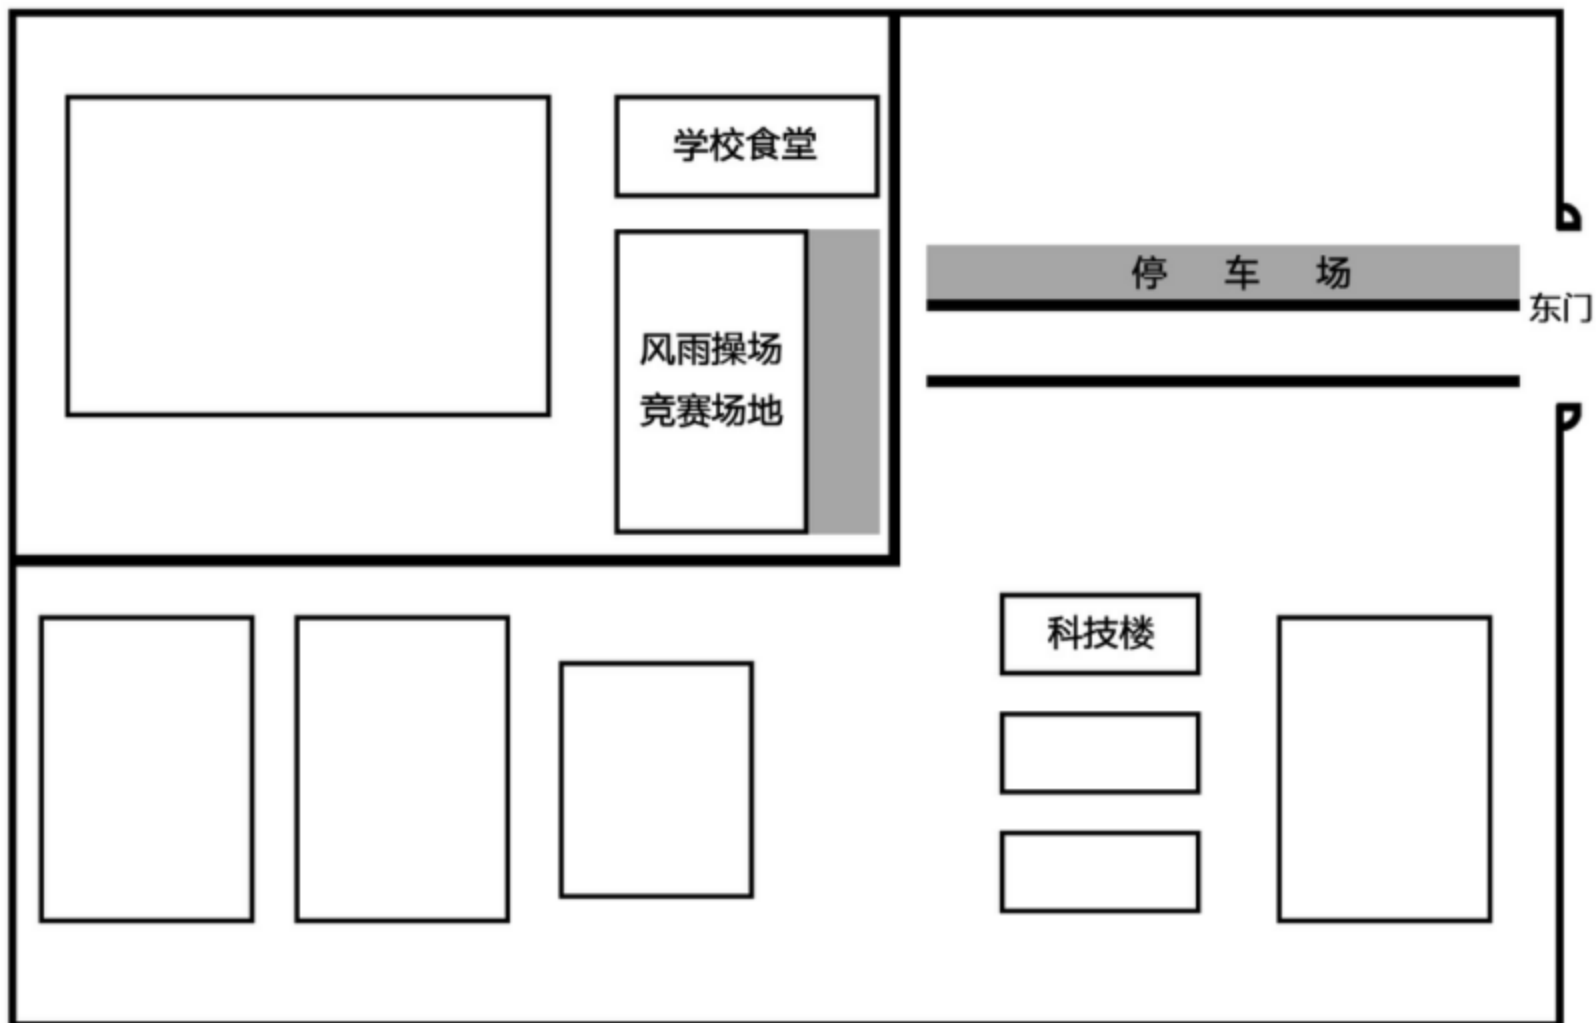 学校食堂
停 车 场
东门
风雨操场
竞赛场地
科技楼